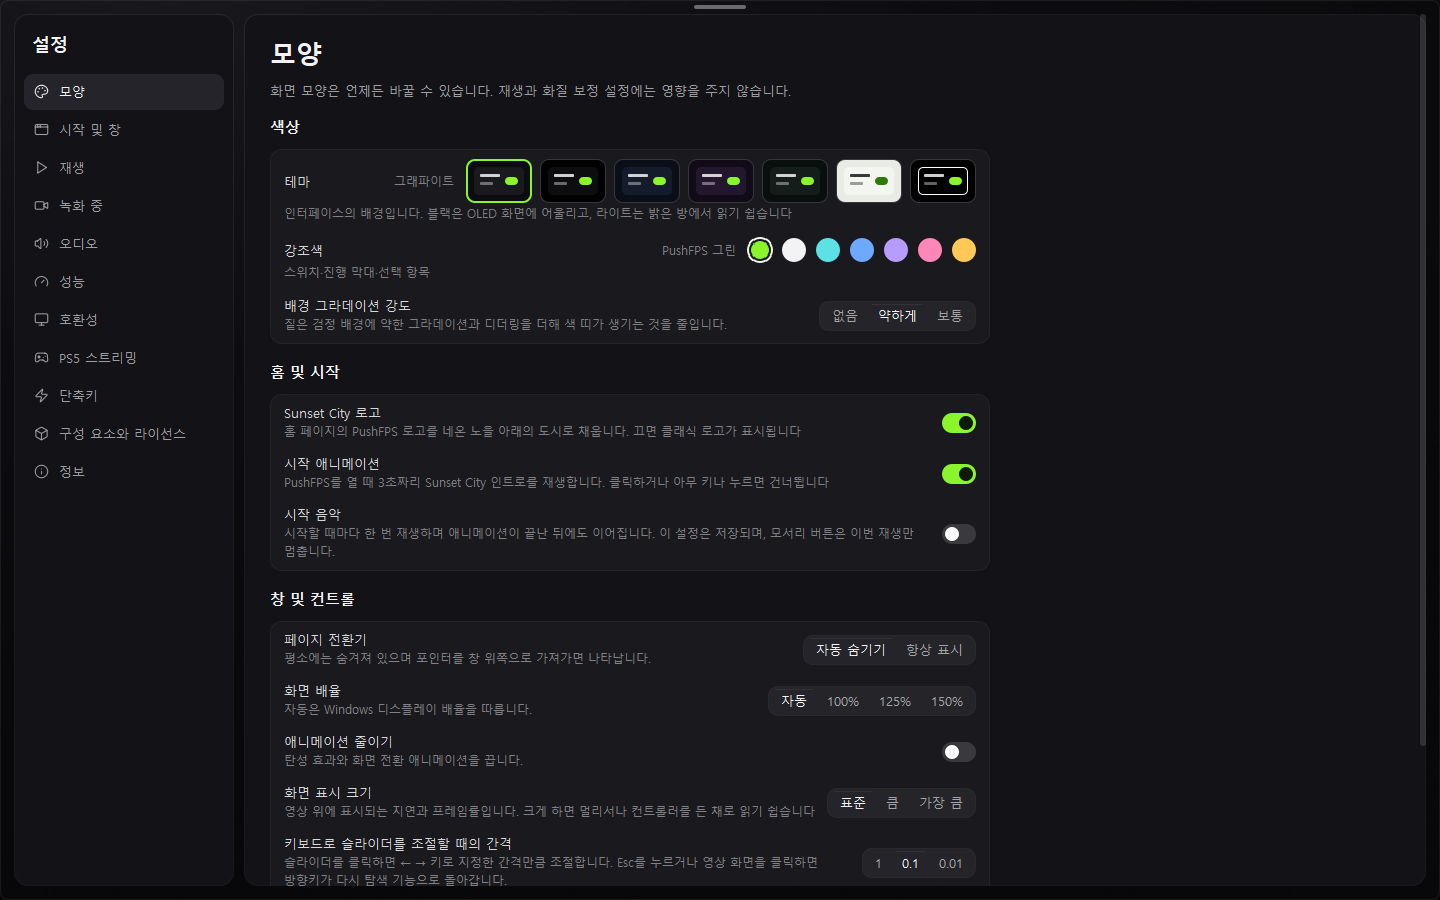 설정
모양
시작 및 창
재생
녹화 중
오디오
성능
호환성
PS5 스트리밍
단축키
구성 요소와 라이선스
정보
모양
화면 모양은 언제든 바꿀 수 있습니다. 재생과 화질 보정 설정에는 영향을 주지 않습니다.
색상
테마 그래파이트
인터페이스의 배경입니다. 블랙은 OLED 화면에 어울리고, 라이트는 밝은 방에서 읽기 쉽습니다
강조색 PushFPS 그린
스위치·진행 막대·선택 항목
배경 그라데이션 강도
짙은 검정 배경에 약한 그라데이션과 디더링을 더해 색 띠가 생기는 것을 줄입니다.
없음 약하게 보통
홈 및 시작
Sunset City 로고
홈 페이지의 PushFPS 로고를 네온 노을 아래의 도시로 채웁니다. 끄면 클래식 로고가 표시됩니다
시작 애니메이션
PushFPS를 열 때 3초짜리 Sunset City 인트로를 재생합니다. 클릭하거나 아무 키나 누르면 건너뜁니다
시작 음악
시작할 때마다 한 번 재생하며 애니메이션이 끝난 뒤에도 이어집니다. 이 설정은 저장되며, 모서리 버튼은 이번 재생만
멈춥니다.
창 및 컨트롤
페이지 전환기
평소에는 숨겨져 있으며 포인터를 창 위쪽으로 가져가면 나타납니다.
자동 숨기기 항상 표시
화면 배율
자동은 Windows 디스플레이 배율을 따릅니다.
자동 100% 125% 150%
애니메이션 줄이기
탄성 효과와 화면 전환 애니메이션을 끕니다.
화면 표시 크기
영상 위에 표시되는 지연과 프레임률입니다. 크게 하면 멀리서나 컨트롤러를 든 채로 읽기 쉽습니다
표준 큼 가장 큼
키보드로 슬라이더를 조절할 때의 간격
슬라이더를 클릭하면 ← → 키로 지정한 간격만큼 조절합니다. Esc를 누르거나 영상 화면을 클릭하면
방향키가 다시 탐색 기능으로 돌아갑니다.
1 0.1 0.01